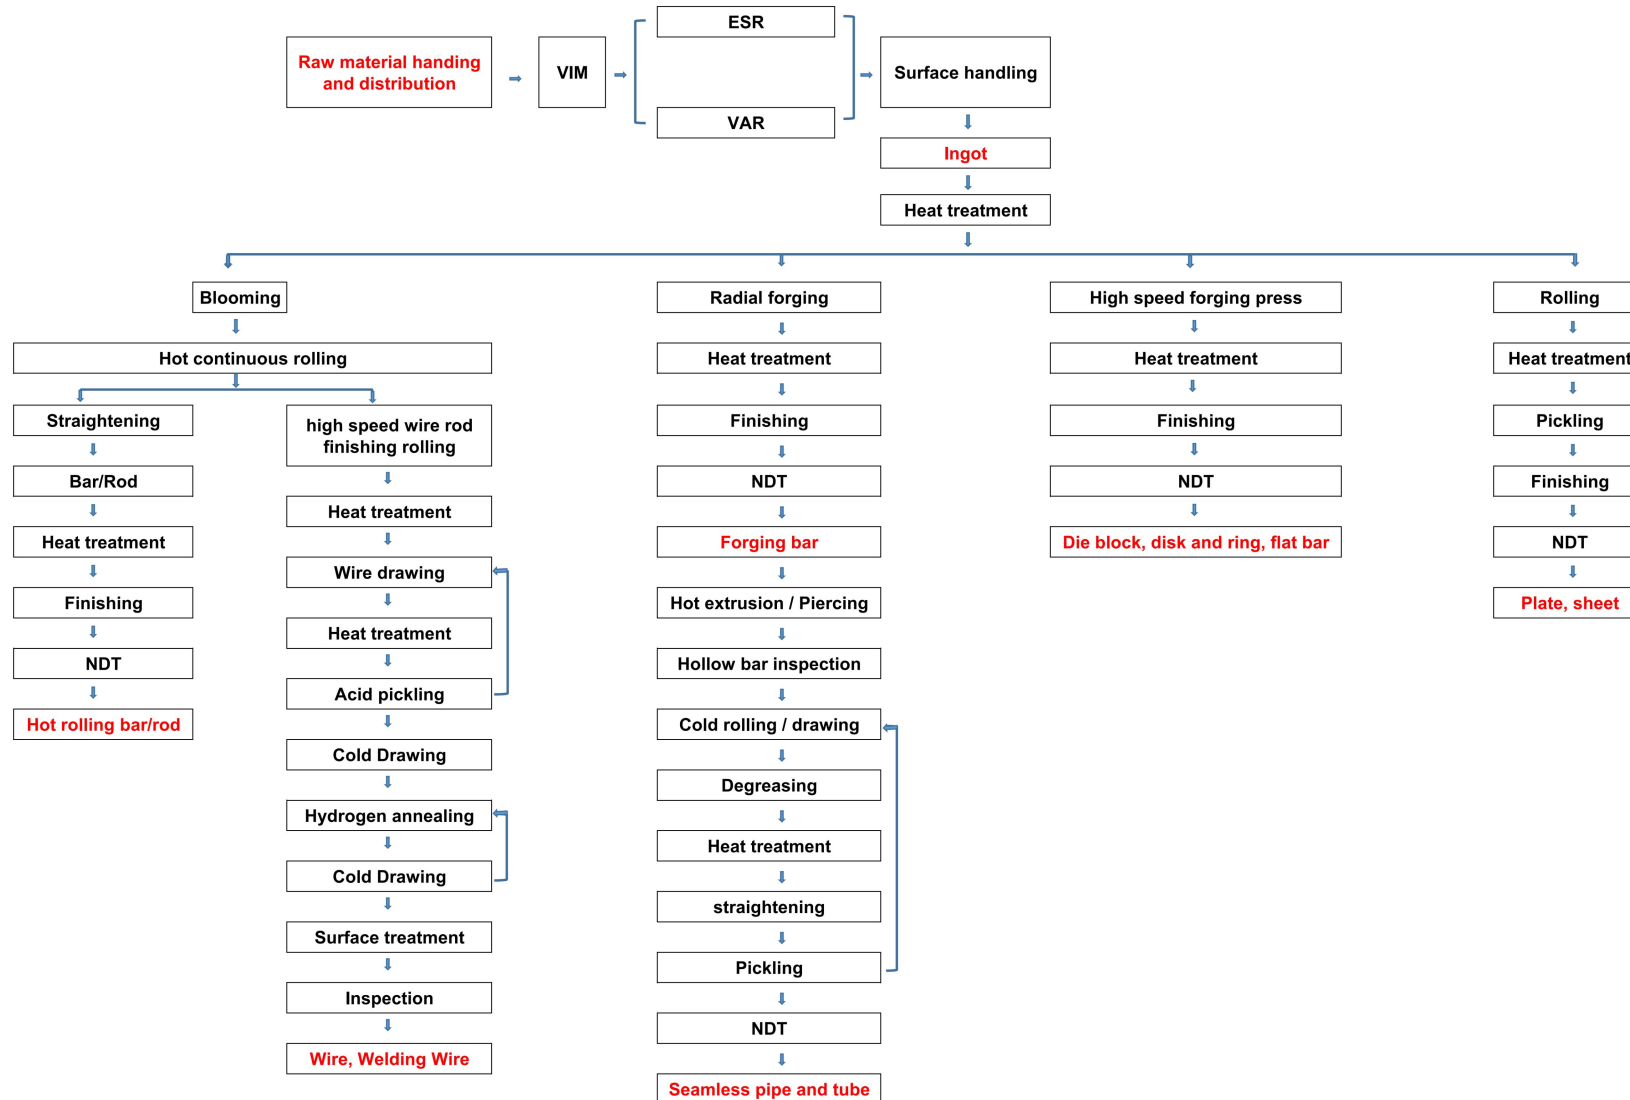 Raw material handing
and distribution
VIM
ESR
VAR
Surface handling
Ingot
Heat treatment
Blooming
Hot continuous rolling
Straightening
Bar/Rod
Heat treatment
Finishing
NDT
Hot rolling bar/rod
high speed wire rod
finishing rolling
Heat treatment
Wire drawing
Heat treatment
Acid pickling
Cold Drawing
Hydrogen annealing
Cold Drawing
Surface treatment
Inspection
Wire, Welding Wire
Radial forging
Heat treatment
Finishing
NDT
Forging bar
Hot extrusion / Piercing
Hollow bar inspection
Cold rolling / drawing
Degreasing
Heat treatment
straightening
Pickling
NDT
Seamless pipe and tube
High speed forging press
Heat treatment
Finishing
NDT
Die block, disk and ring, flat bar
Rolling
Heat treatment
Pickling
Finishing
NDT
Plate, sheet